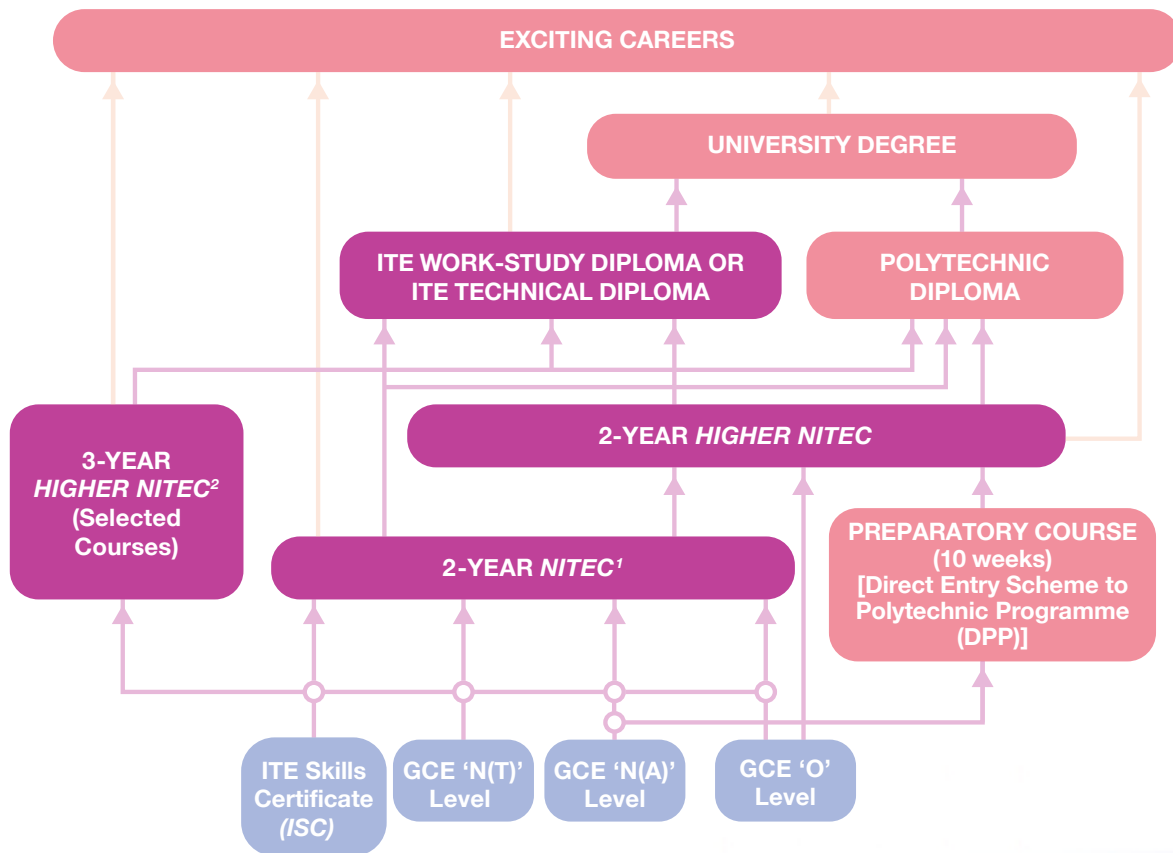 EXCITING CAREERS
UNIVERSITY DEGREE
ITE WORK-STUDY DIPLOMA OR
ITE TECHNICAL DIPLOMA
POLYTECHNIC
DIPLOMA
3-YEAR
HIGHER NITEC²
(Selected
Courses)
2-YEAR HIGHER NITEC
2-YEAR NITEC¹
PREPARATORY COURSE
(10 weeks)
[Direct Entry Scheme to
Polytechnic Programme
(DPP)]
ITE Skills
Certificate
(ISC)
GCE ‘N(T)’
Level
GCE ‘N(A)’
Level
GCE ‘O’
Level